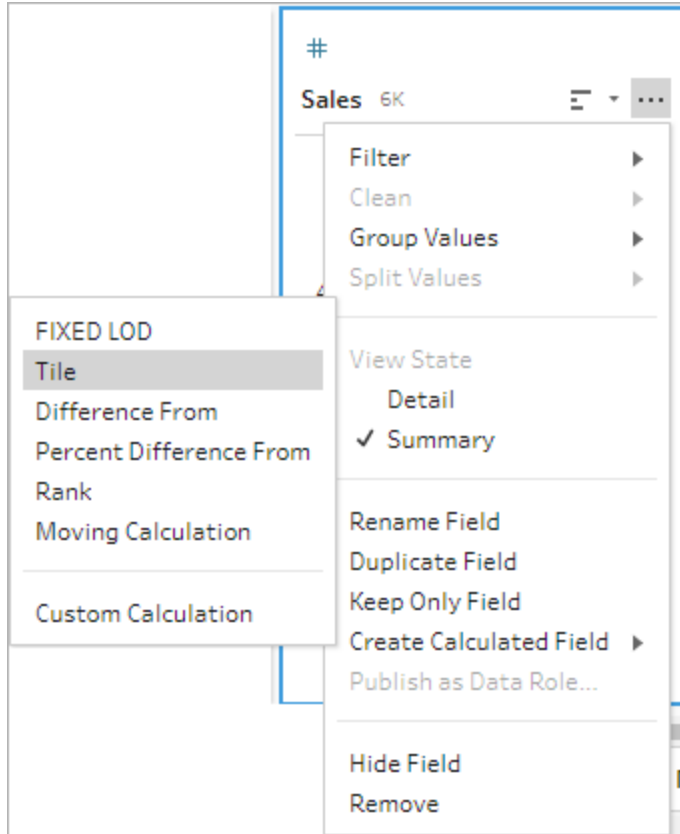 #
Sales 6K
Filter
Clean
Group Values
Split Values
View State
Detail
✓ Summary
Rename Field
Duplicate Field
Keep Only Field
Create Calculated Field
Publish as Data Role...
Hide Field
Remove
FIXED LOD
Tile
Difference From
Percent Difference From
Rank
Moving Calculation
Custom Calculation